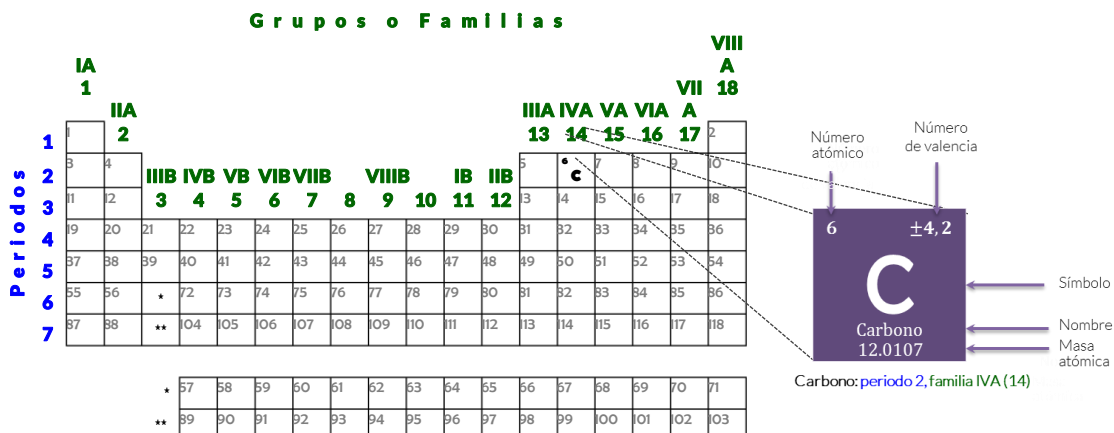 Grupos o Familias
VIII
A
18
IA
1
VII
A
17
IIA
2
IIIA IVA VA VIA
13 14 15 16
Periodos
1 1 2
2 3 4 5 6 C 7 8 9 10
IIIB IVB VB VIB VIIB VIIIB IB IIB
3 4 5 6 7 8 9 10 11 12
3 11 12 13 14 15 16 17 18
4 19 20 21 22 23 24 25 26 27 28 29 30 31 32 33 34 35 36
5 37 38 39 40 41 42 43 44 45 46 47 48 49 50 51 52 53 54
6 55 56 * 72 73 74 75 76 77 78 79 80 81 82 83 84 85 86
7 87 88 ** 104 105 106 107 108 109 110 111 112 113 114 115 116 117 118
* 57 58 59 60 61 62 63 64 65 66 67 68 69 70 71
** 89 90 91 92 93 94 95 96 97 98 99 100 101 102 103
Número
atómico
Número
de valencia
6 ±4,2
C
Carbono
12.0107
Símbolo
Nombre
Masa
atómica
Carbono: periodo 2, familia IVA (14)